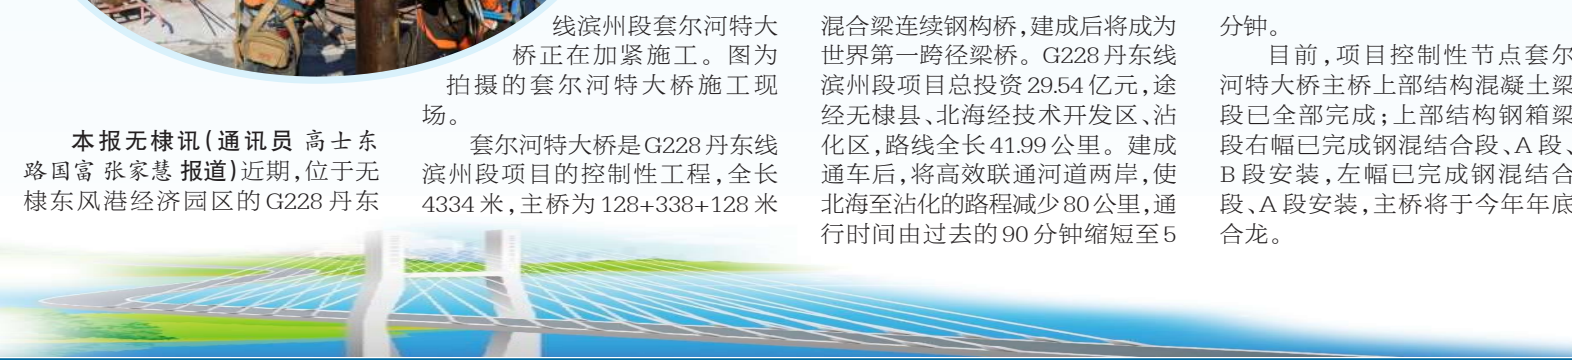 本报无棣讯(通讯员 高士东
路国富 张家慧 报道)近期,位于无
棣东风港经济园区的G228丹东
线滨州段套尔河特大
桥正在加紧施工。图为
拍摄的套尔河特大桥施工现
场。
套尔河特大桥是G228丹东线
滨州段项目的控制性工程,全长
4334米,主桥为128+338+128米
混合梁连续钢构桥,建成后将成为
世界第一跨径梁桥。G228丹东线
滨州段项目总投资29.54亿元,途
经无棣县、北海经技术开发区、沾
化区,路线全长41.99公里。建成
通车后,将高效联通河道两岸,使
北海至沾化的路程减少80公里,通
行时间由过去的90分钟缩短至5
分钟。
目前,项目控制性节点套尔
河特大桥主桥上部结构混凝土梁
段已全部完成;上部结构钢箱梁
段右幅已完成钢混结合段、A段、
B段安装,左幅已完成钢混结合
段、A段安装,主桥将于今年年底
合龙。